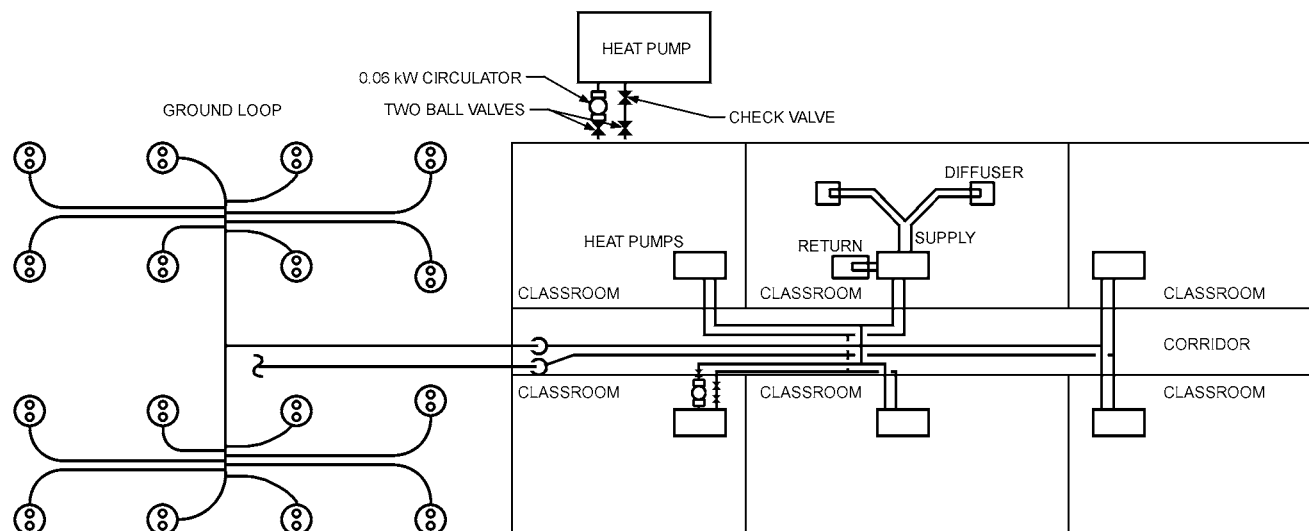 HEAT PUMP
0.06 kW CIRCULATOR
GROUND LOOP
TWO BALL VALVES
CHECK VALVE
DIFFUSER
HEAT PUMPS
RETURN
SUPPLY
CLASSROOM
CLASSROOM
CLASSROOM
CORRIDOR
CLASSROOM
CLASSROOM
CLASSROOM